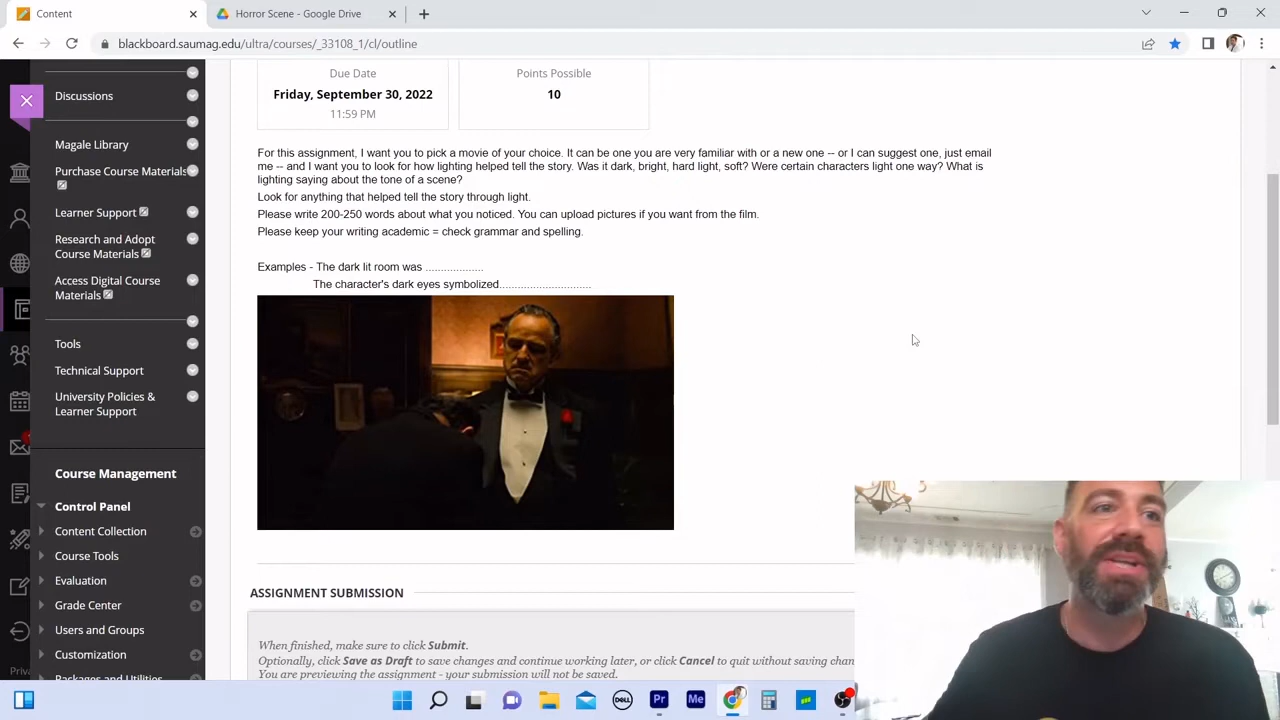 Content
Horror Scene - Google Drive
blackboard.saumag.edu/ultra/courses/_33108_1/cl/outline
Discussions
Magale Library
Purchase Course Materials
Learner Support
Research and Adopt
Course Materials
Access Digital Course
Materials
Tools
Technical Support
University Policies &
Learner Support
Course Management
Control Panel
Content Collection
Course Tools
Evaluation
Grade Center
Users and Groups
Customization
Packages and Utilities
Priva
Due Date
Friday, September 30, 2022
11:59 PM
Points Possible
10
For this assignment, I want you to pick a movie of your choice. It can be one you are very familiar with or a new one -- or I can suggest one, just email
me -- and I want you to look for how lighting helped tell the story. Was it dark, bright, hard light, soft? Were certain characters light one way? What is
lighting saying about the tone of a scene?
Look for anything that helped tell the story through light.
Please write 200-250 words about what you noticed. You can upload pictures if you want from the film.
Please keep your writing academic = check grammar and spelling.
Examples - The dark lit room was ...................
The character's dark eyes symbolized..............................
ASSIGNMENT SUBMISSION
When finished, make sure to click Submit.
Optionally, click Save as Draft to save changes and continue working later, or click Cancel to quit without saving chan
You are previewing the assignment - your submission will not be saved.
DELL
Pr
Me